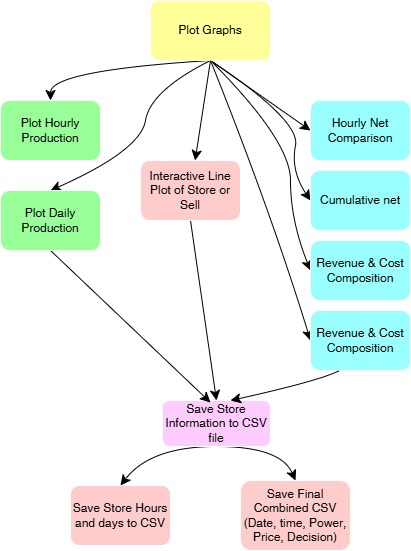 Plot Graphs
Plot Hourly
Production
Hourly Net
Comparison
Interactive Line
Plot of Store or
Sell
Cumulative net
Plot Daily
Production
Revenue & Cost
Composition
Revenue & Cost
Composition
Save Store
Information to CSV
file
Save Store Hours
and days to CSV
Save Final
Combined CSV
(Date, time, Power,
Price, Decision)